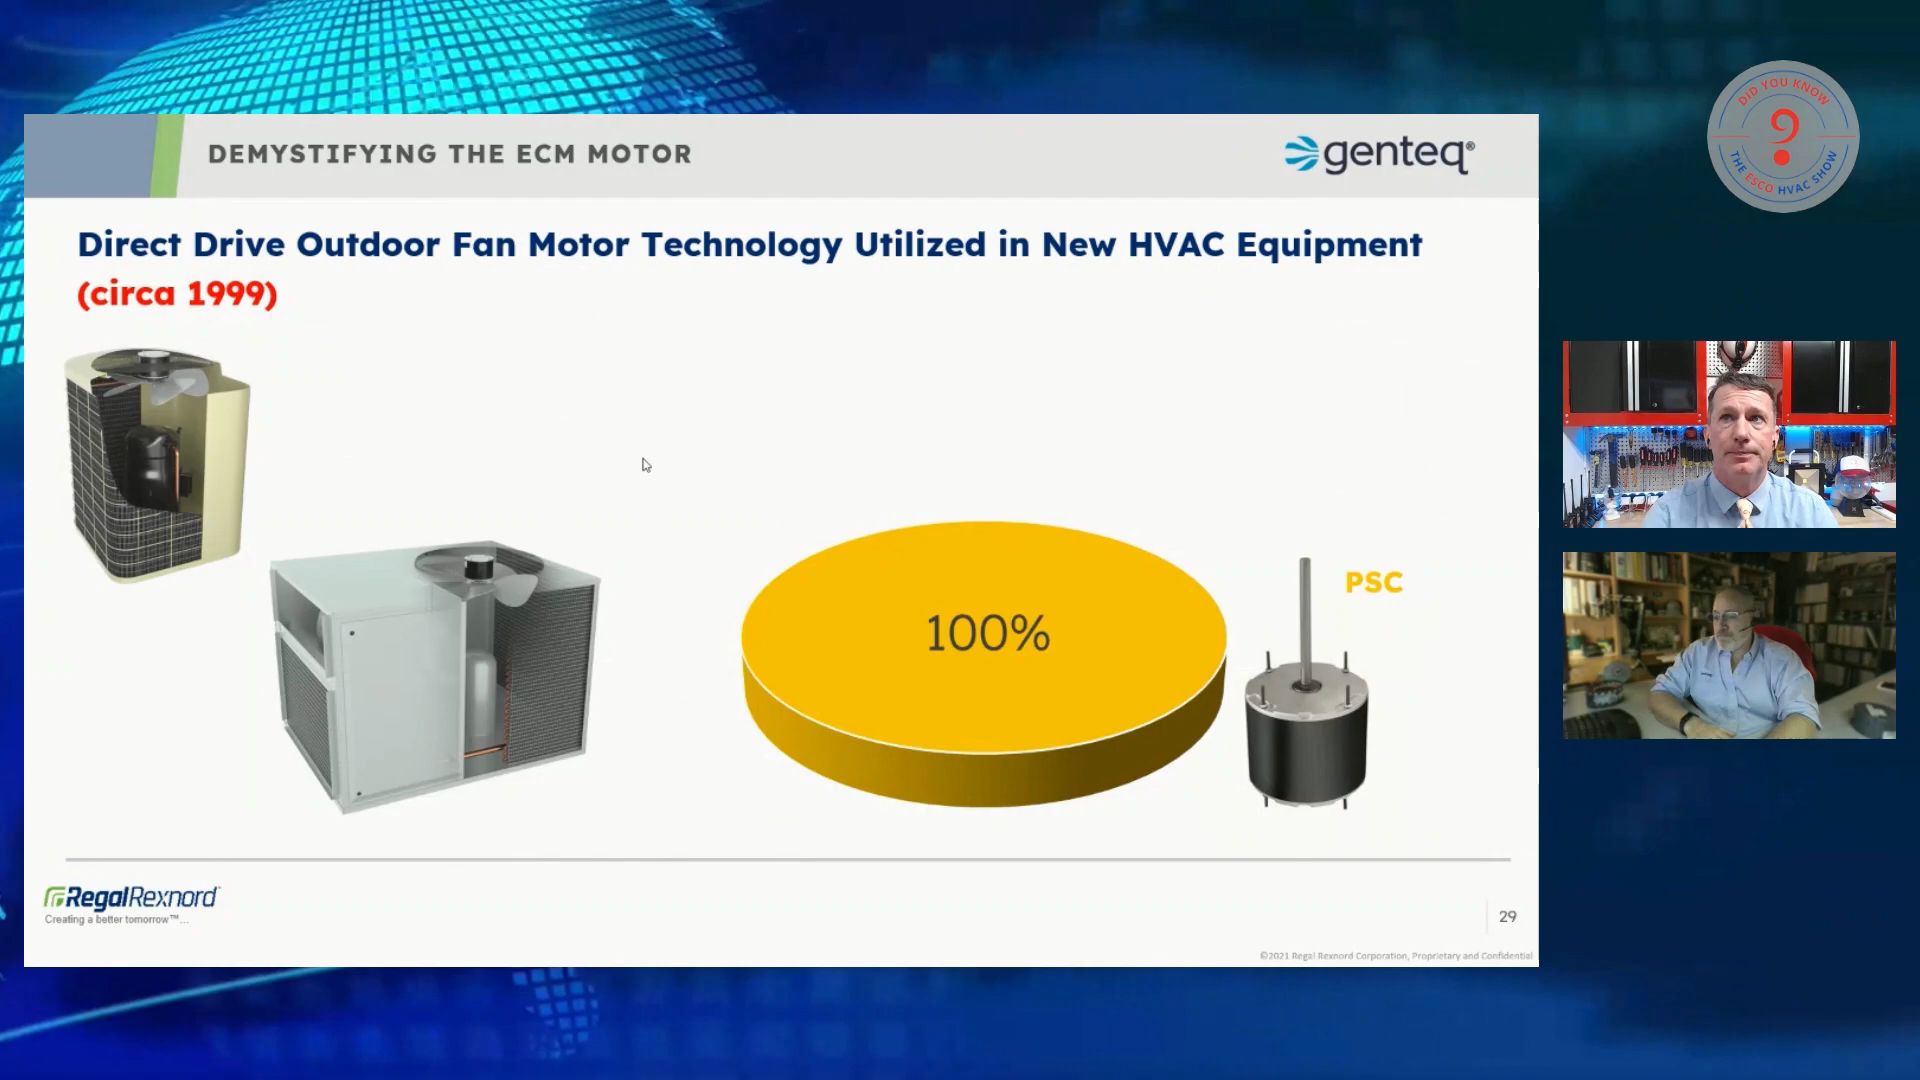 DEMYSTIFYING THE ECM MOTOR
genteq®
DID YOU KNOW
?
THE ESCO HVAC SHOW
Direct Drive Outdoor Fan Motor Technology Utilized in New HVAC Equipment
(circa 1999)
100%
PSC
RegalRexnord
Creating a better tomorrow™...
29
©2021 Regal Rexnord Corporation, Proprietary and Confidential